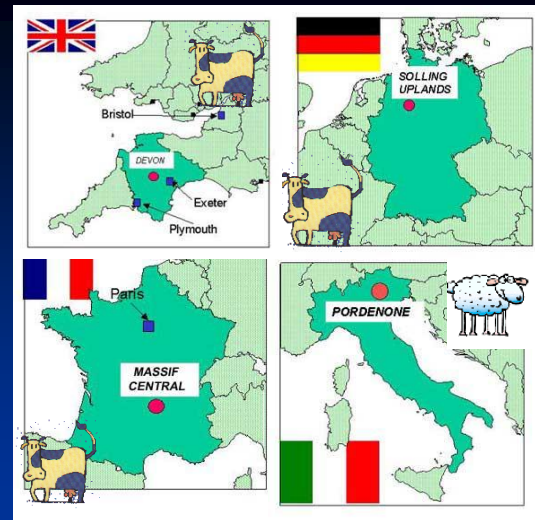 Bristol
DEVON
Exeter
Plymouth
SOLLING
UPLANDS
Paris
MASSIF
CENTRAL
PORDENONE